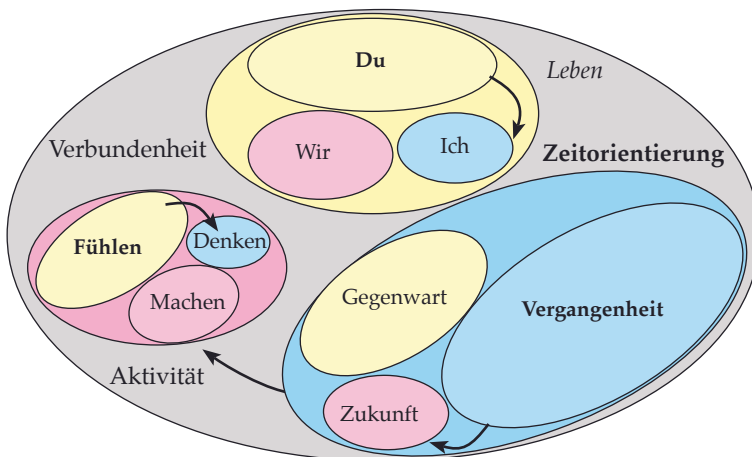 Du
Leben
Verbundenheit
Wir
Ich
Zeitorientierung
Fühlen
Denken
Machen
Gegenwart
Vergangenheit
Aktivität
Zukunft